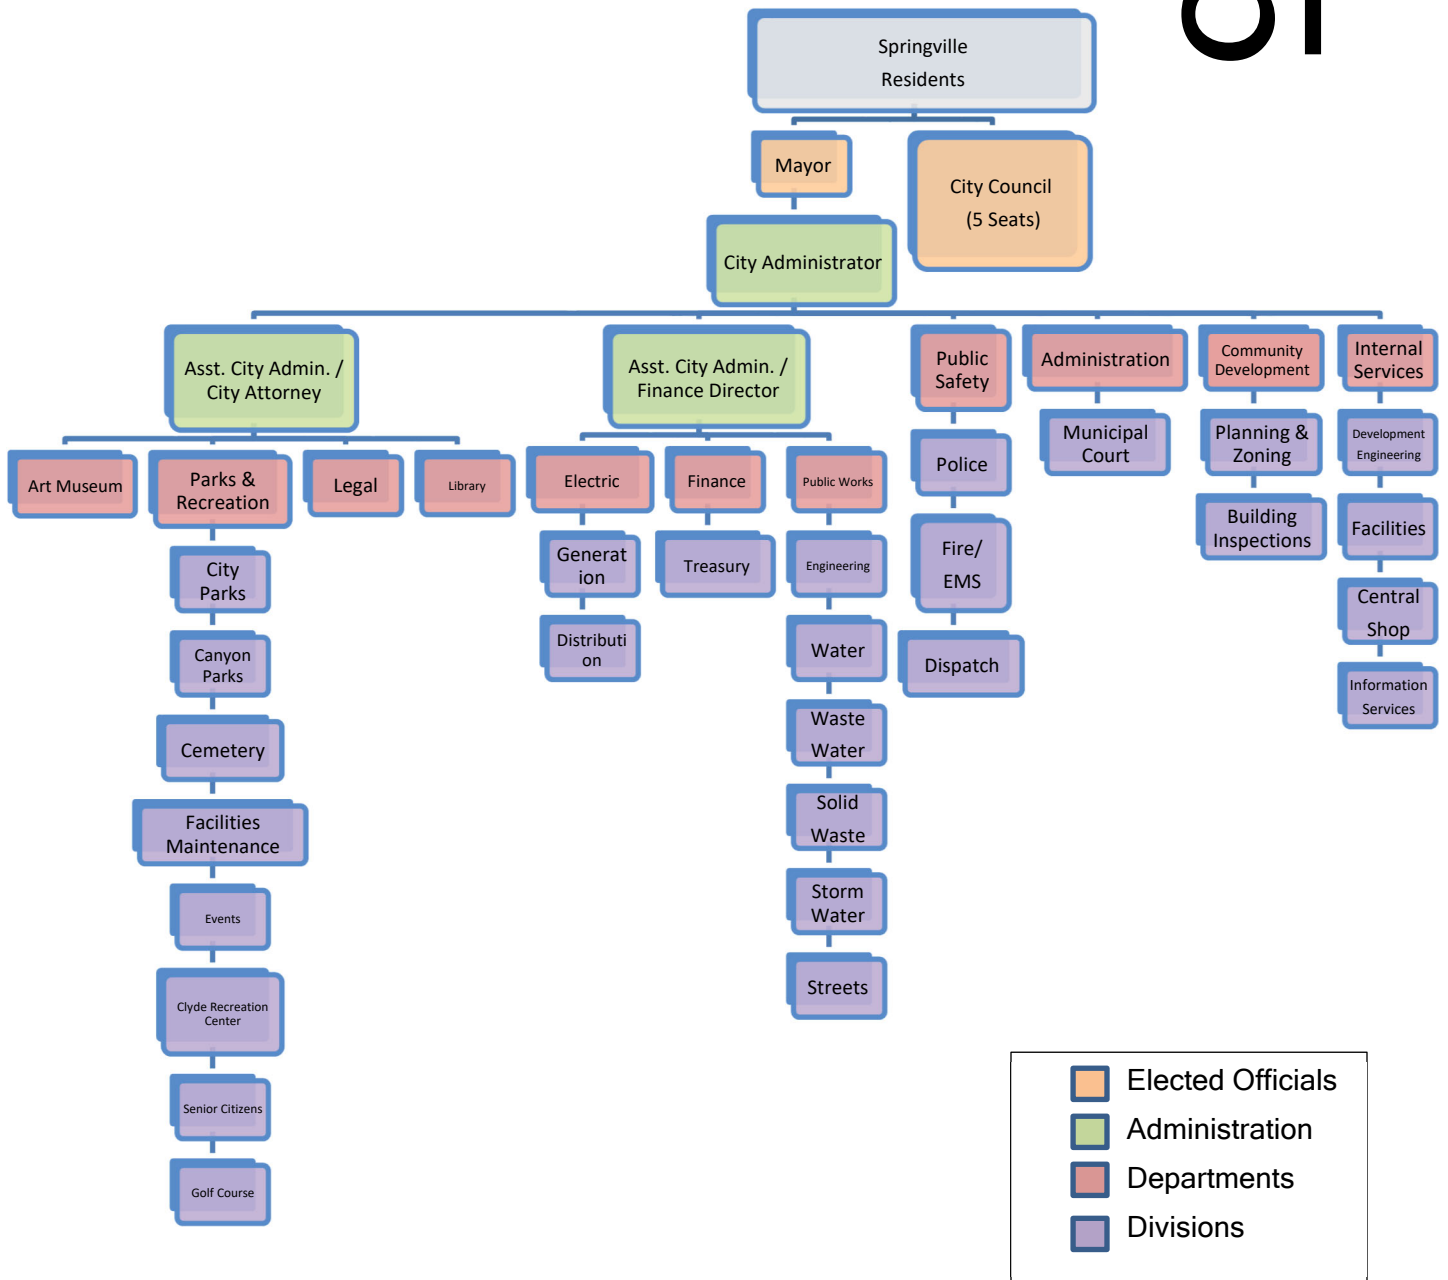 Springville
Residents
Mayor
City Council
(5 Seats)
City Administrator
Asst. City Admin. /
City Attorney
Asst. City Admin. /
Finance Director
Public
Safety
Administration
Community
Development
Internal
Services
Art Museum
Parks &
Recreation
Legal
Library
Electric
Finance
Public Works
Police
Municipal
Court
Planning &
Zoning
Development
Engineering
City
Parks
Generat
ion
Treasury
Engineering
Fire/
EMS
Building
Inspections
Facilities
Canyon
Parks
Distributi
on
Water
Dispatch
Central
Shop
Cemetery
Waste
Water
Information
Services
Facilities
Maintenance
Solid
Waste
Events
Storm
Water
Clyde Recreation
Center
Streets
Senior Citizens
Golf Course
Elected Officials
Administration
Departments
Divisions